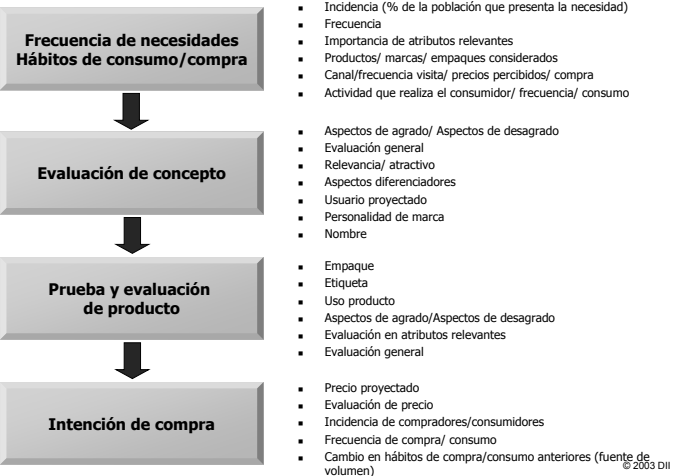 Frecuencia de necesidades
Hábitos de consumo/compra
▪ Incidencia (% de la población que presenta la necesidad)
▪ Frecuencia
▪ Importancia de atributos relevantes
▪ Productos/ marcas/ empaques considerados
▪ Canal/frecuencia visita/ precios percibidos/ compra
▪ Actividad que realiza el consumidor/ frecuencia/ consumo
Evaluación de concepto
▪ Aspectos de agrado/ Aspectos de desagrado
▪ Evaluación general
▪ Relevancia/ atractivo
▪ Aspectos diferenciadores
▪ Usuario proyectado
▪ Personalidad de marca
▪ Nombre
Prueba y evaluación
de producto
▪ Empaque
▪ Etiqueta
▪ Uso producto
▪ Aspectos de agrado/Aspectos de desagrado
▪ Evaluación en atributos relevantes
▪ Evaluación general
Intención de compra
▪ Precio proyectado
▪ Evaluación de precio
▪ Incidencia de compradores/consumidores
▪ Frecuencia de compra/ consumo
▪ Cambio en hábitos de compra/consumo anteriores (fuente de
volumen)
© 2003 DII